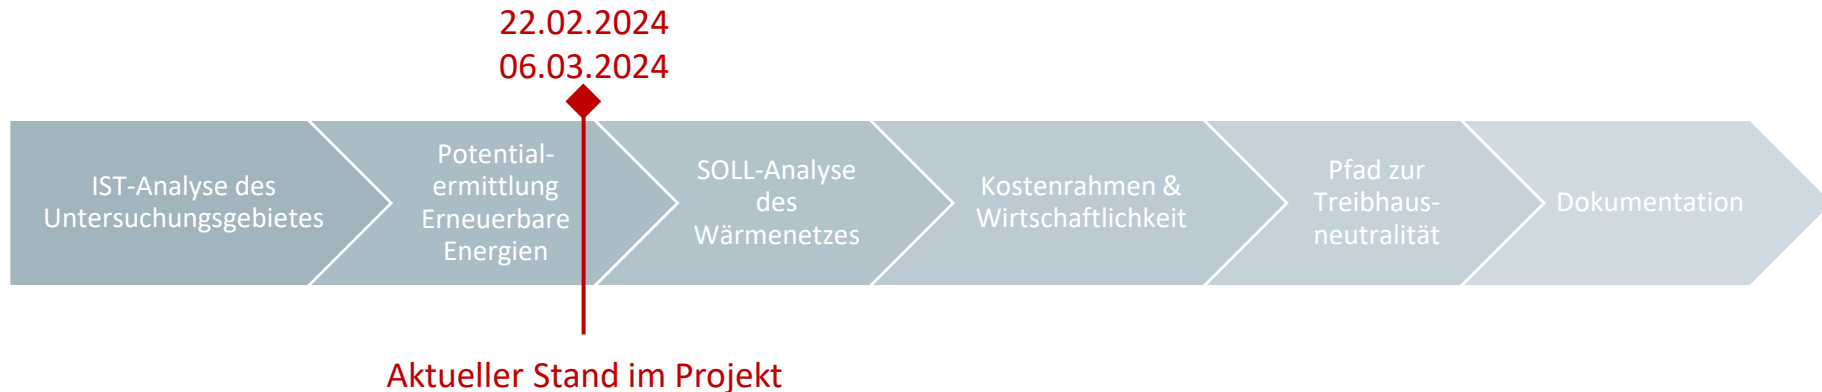 22.02.2024
06.03.2024
IST-Analyse des
Untersuchungsgebietes
Potential-
ermittlung
Erneuerbare
Energien
SOLL-Analyse
des
Wärmenetzes
Kostenrahmen &
Wirtschaftlichkeit
Pfad zur
Treibhaus-
neutralität
Dokumentation
Aktueller Stand im Projekt